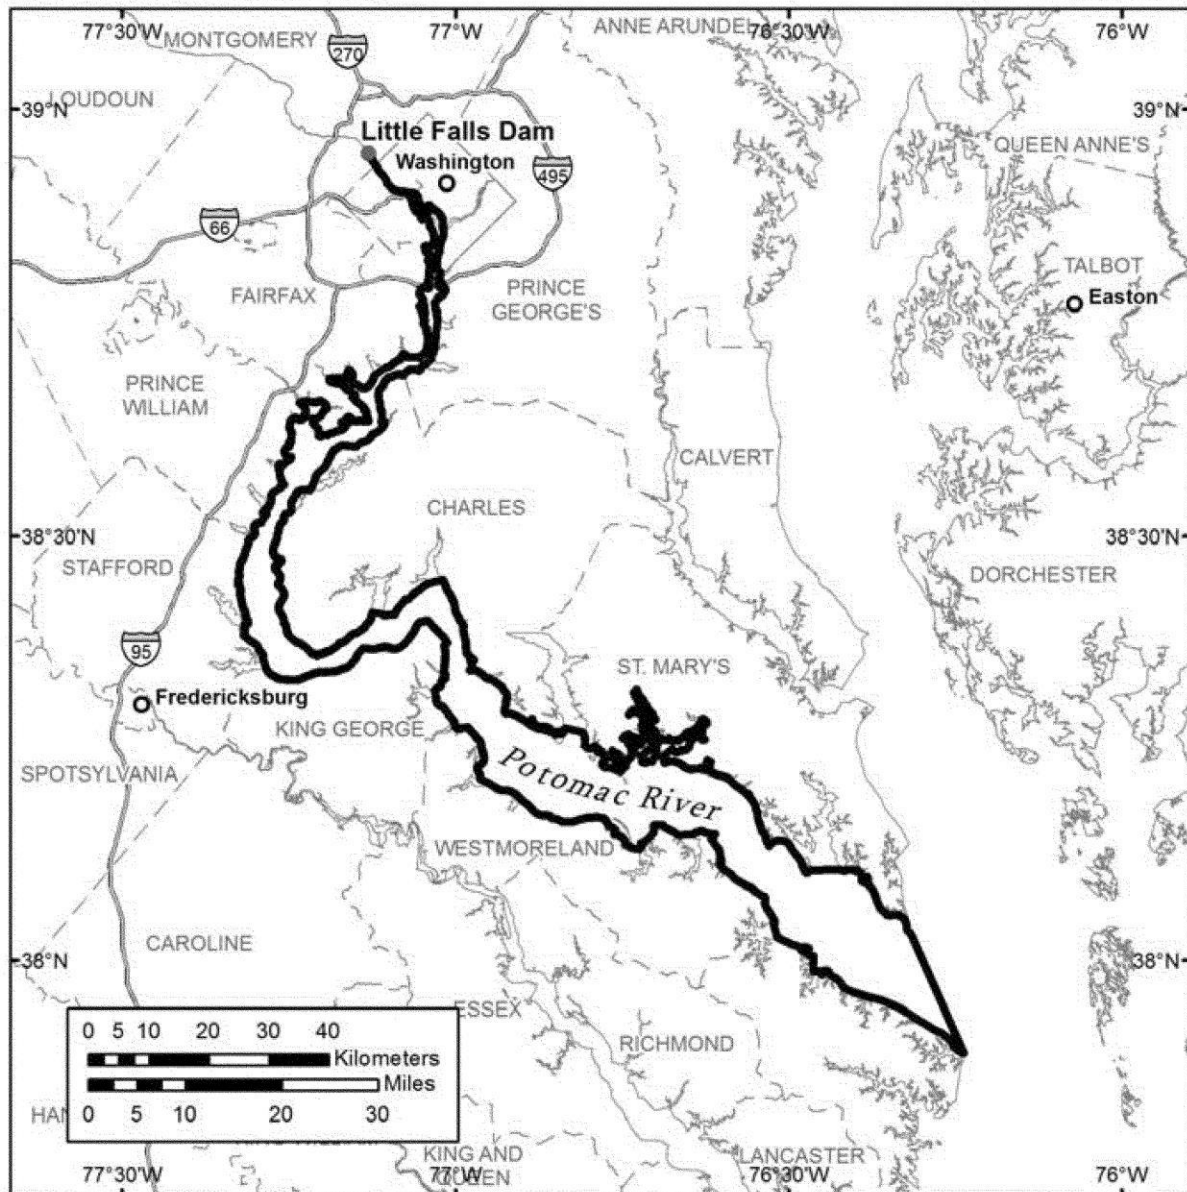 77°30'W
77°W
76°30'W
76°W
MONTGOMERY
270
ANNE ARUNDEL
LOUDOUN
39°N
39°N
Little Falls Dam
Washington
495
QUEEN ANNE'S
66
TALBOT
Easton
FAIRFAX
PRINCE
GEORGE'S
PRINCE
WILLIAM
CALVERT
CHARLES
38°30'N
38°30'N
STAFFORD
DORCHESTER
95
ST. MARY'S
Fredericksburg
KING GEORGE
SPOTSYLVANIA
Potomac River
WESTMORELAND
CAROLINE
38°N
38°N
ESSEX
RICHMOND
0 5 10 20 30 40
Kilometers
Miles
0 5 10 20 30
LANCASTER
KING AND
QUEEN
77°30'W
77°W
76°30'W
76°W